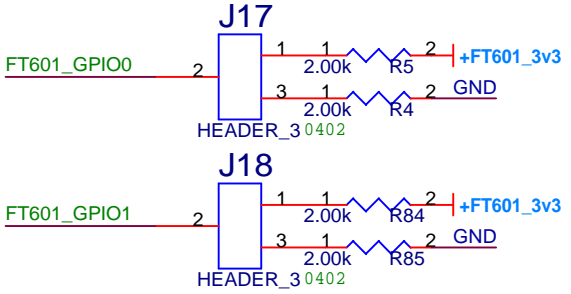 J17
FT601_GPIO0
2
1 1 2 +FT601_3v3
2.00k R5
3 1 2 GND
2.00k R4
HEADER_3 0402
J18
FT601_GPIO1
2
1 1 2 +FT601_3v3
2.00k R84
3 1 2 GND
2.00k R85
HEADER_3 0402